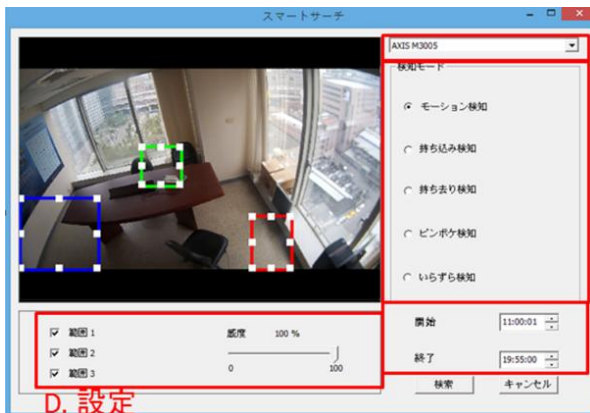 スマートサーチ
AXIS M3005
検知モード
モーション検知
持ち込み検知
持ち去り検知
ピンボケ検知
いらずら検知
範囲 1
範囲 2
範囲 3
感度 100 %
0 100
開始 11:00:01
終了 19:55:00
検索 キャンセル
D. 設定